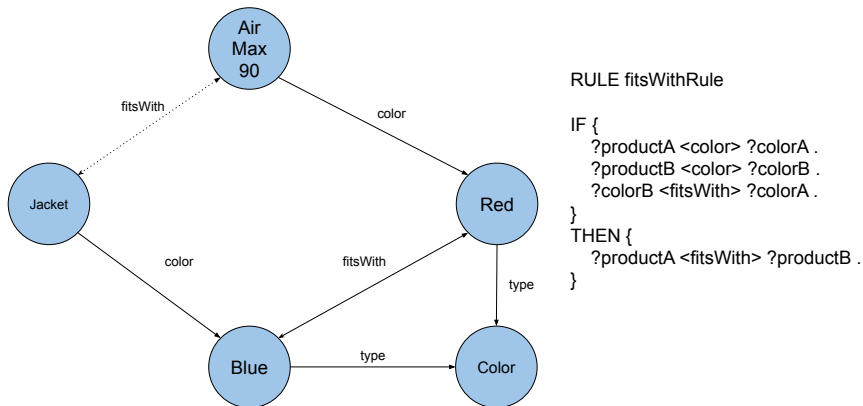 Air
Max
90
fitsWith
color
Jacket
Red
color
fitsWith
type
Blue
type
Color
RULE fitsWithRule
IF {
?productA <color> ?colorA .
?productB <color> ?colorB .
?colorB <fitsWith> ?colorA .
}
THEN {
?productA <fitsWith> ?productB .
}